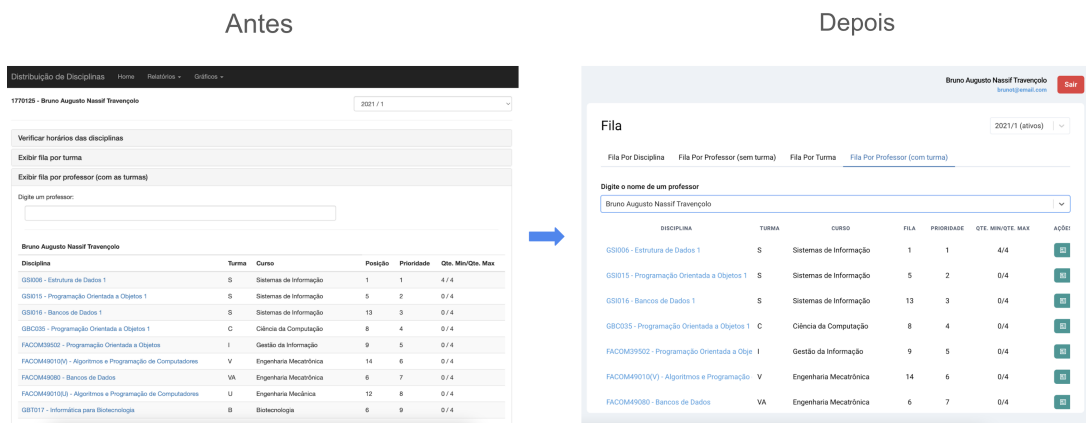 Antes
Depois
Distribuição de Disciplinas Home Relatórios Gráficos
1770125 - Bruno Augusto Nassif Travençolo 2021 / 1
Verificar horários das disciplinas
Exibir fila por turma
Exibir fila por professor (com as turmas)
Digite um professor:
Bruno Augusto Nassif Travençolo
Disciplina Turma Curso Posição Prioridade Qte. Min/Qte. Max
GSI006 - Estrutura de Dados 1 S Sistemas de Informação 1 1 4 / 4
GSI015 - Programação Orientada a Objetos 1 S Sistemas de Informação 5 2 0 / 4
GSI016 - Bancos de Dados 1 S Sistemas de Informação 13 3 0 / 4
GBC035 - Programação Orientada a Objetos 1 C Ciência da Computação 8 4 0 / 4
FACOM39502 - Programação Orientada a Objetos I Gestão da Informação 9 5 0 / 4
FACOM49010(V) - Algoritmos e Programação de Computadores V Engenharia Mecatrônica 14 6 0 / 4
FACOM49080 - Bancos de Dados VA Engenharia Mecatrônica 6 7 0 / 4
FACOM49010(U) - Algoritmos e Programação de Computadores U Engenharia Mecânica 12 8 0 / 4
GBT017 - Informática para Biotecnologia B Biotecnologia 6 9 0 / 4
Bruno Augusto Nassif Travençolo
brunot@email.com
Sair
Fila 2021/1 (ativos)
Fila Por Disciplina Fila Por Professor (sem turma) Fila Por Turma Fila Por Professor (com turma)
Digite o nome de um professor
Bruno Augusto Nassif Travençolo
DISCIPLINA TURMA CURSO FILA PRIORIDADE QTE. MIN/QTE. MAX AÇÕES
GSI006 - Estrutura de Dados 1 S Sistemas de Informação 1 1 4/4
GSI015 - Programação Orientada a Objetos 1 S Sistemas de Informação 5 2 0/4
GSI016 - Bancos de Dados 1 S Sistemas de Informação 13 3 0/4
GBC035 - Programação Orientada a Objetos 1 C Ciência da Computação 8 4 0/4
FACOM39502 - Programação Orientada a Obje I Gestão da Informação 9 5 0/4
FACOM49010(V) - Algoritmos e Programação V Engenharia Mecatrônica 14 6 0/4
FACOM49080 - Bancos de Dados VA Engenharia Mecatrônica 6 7 0/4